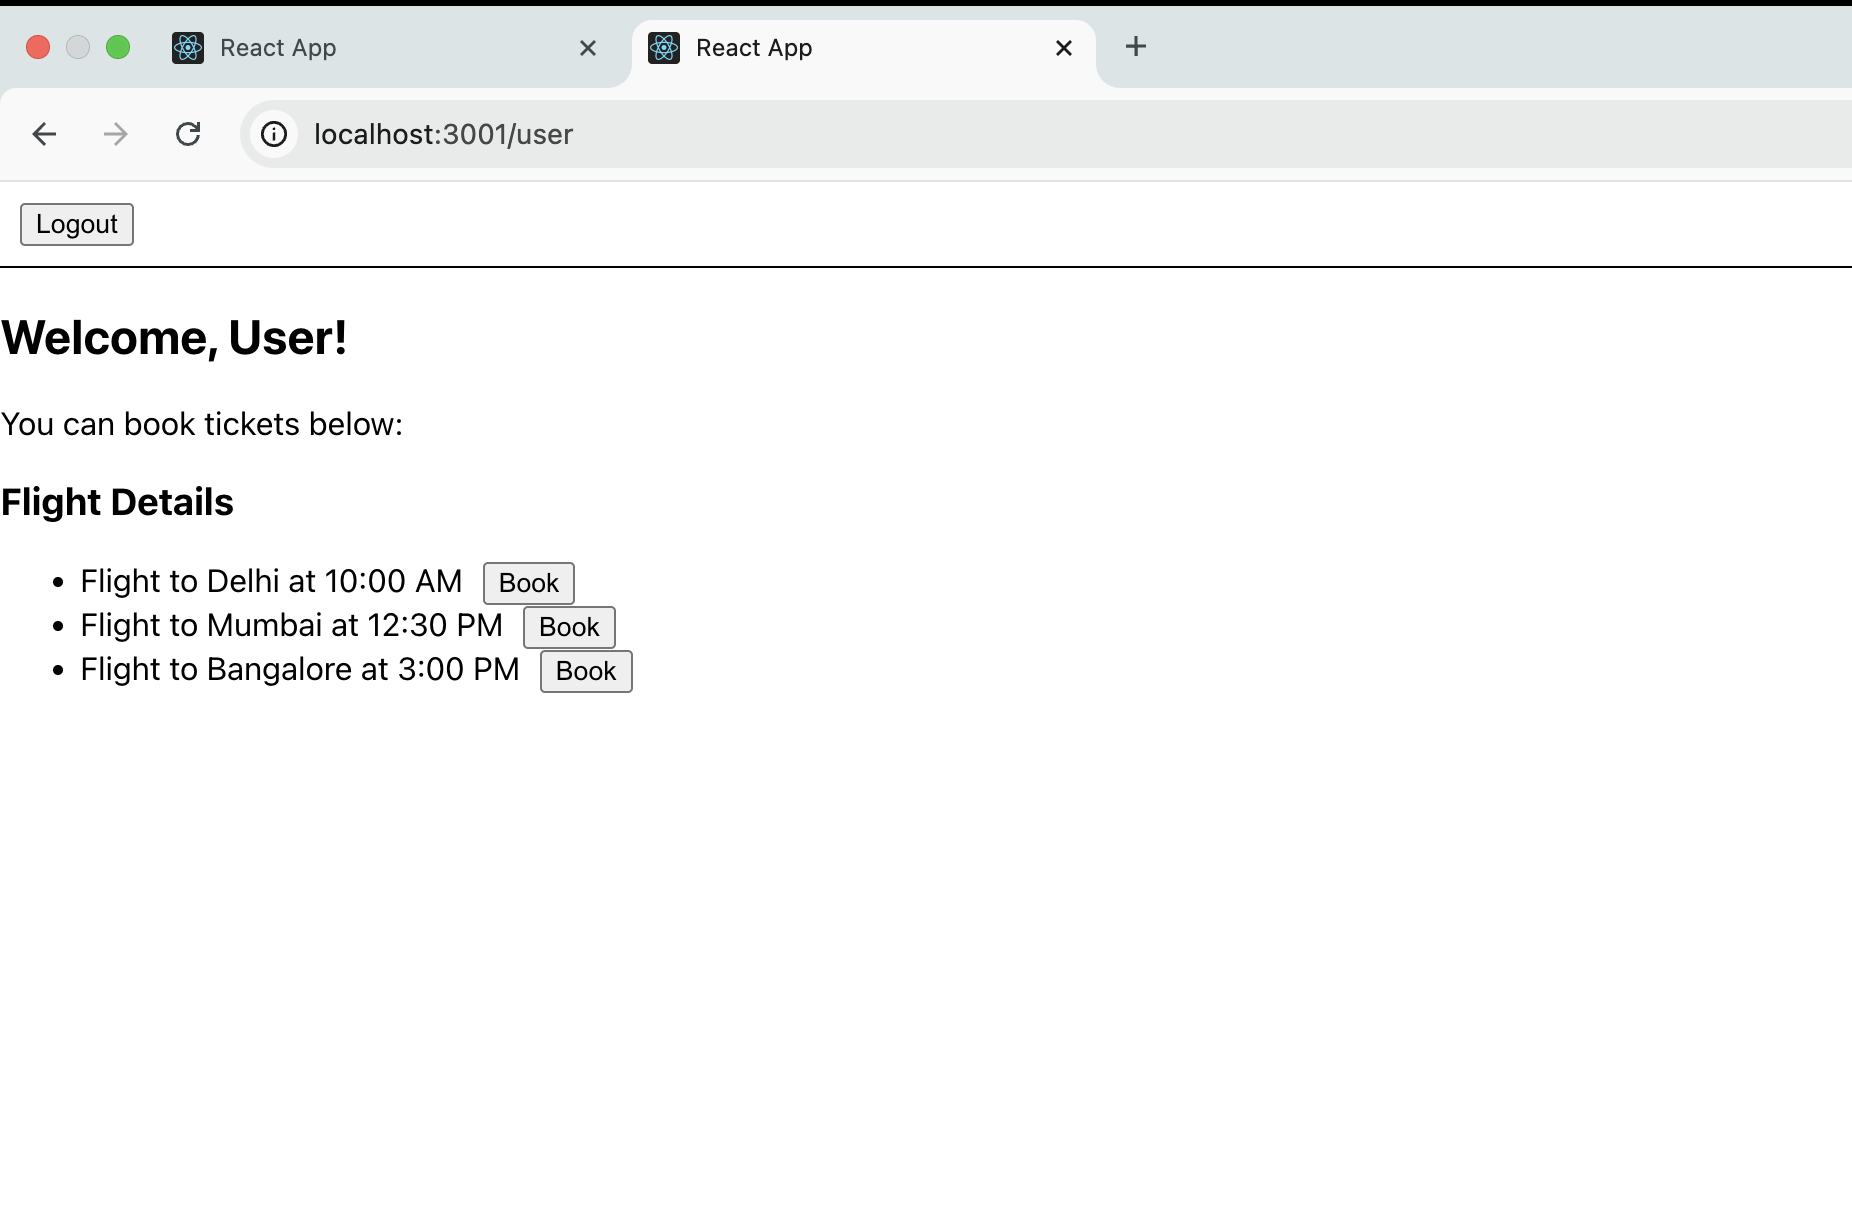 React App
React App
localhost:3001/user
Logout
Welcome, User!
You can book tickets below:
Flight Details
• Flight to Delhi at 10:00 AM Book
• Flight to Mumbai at 12:30 PM Book
• Flight to Bangalore at 3:00 PM Book